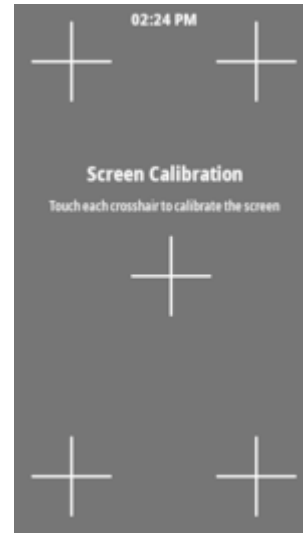 02:24 PM
Screen Calibration
Touch each crosshair to calibrate the screen